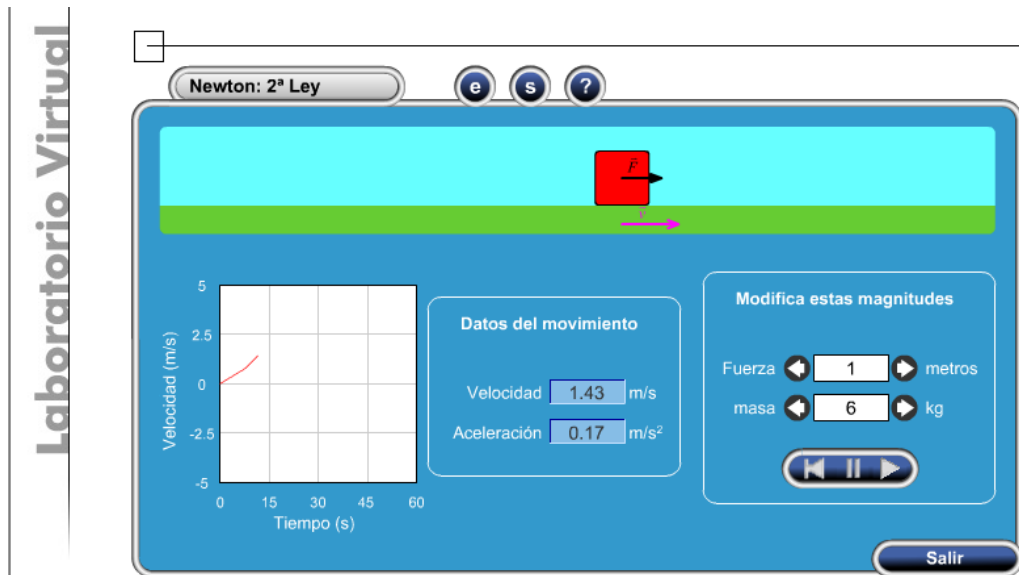 Laboratorio Virtual
Newton: 2ª Ley
e s ?
F
v
5
2.5
0
-2.5
-5
Velocidad (m/s)
0 15 30 45 60
Tiempo (s)
Datos del movimiento
Velocidad 1.43 m/s
Aceleración 0.17 m/s²
Modifica estas magnitudes
Fuerza 1 metros
masa 6 kg
Salir